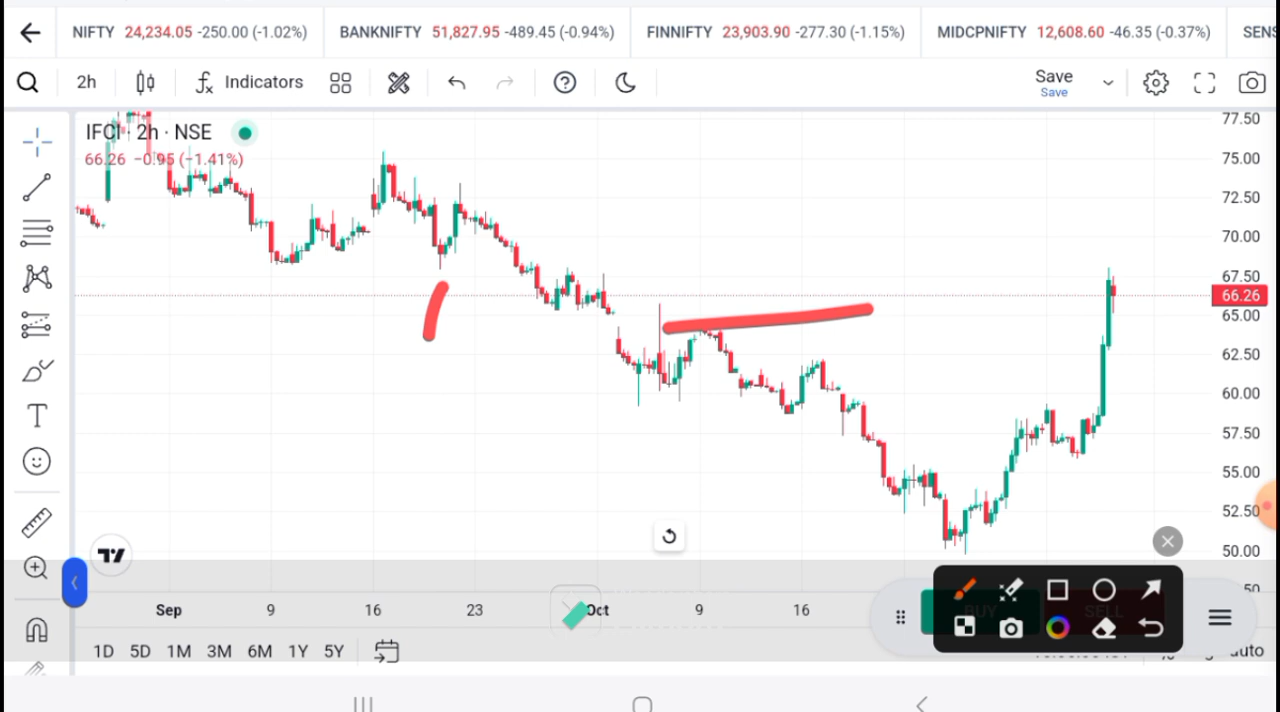 NIFTY 24,234.05 -250.00 (-1.02%) BANKNIFTY 51,827.95 -489.45 (-0.94%) FINNIFTY 23,903.90 -277.30 (-1.15%) MIDCPNIFTY 12,608.60 -46.35 (-0.37%) SENS
2h Indicators Save
Save
IFCI · 2h · NSE
66.26 −0.95 (−1.41%)
77.50
75.00
72.50
70.00
67.50
66.26
65.00
62.50
60.00
57.50
55.00
52.50
50.00
Sep 9 16 23 Oct 9 16
BUY SELL
1D 5D 1M 3M 6M 1Y 5Y auto